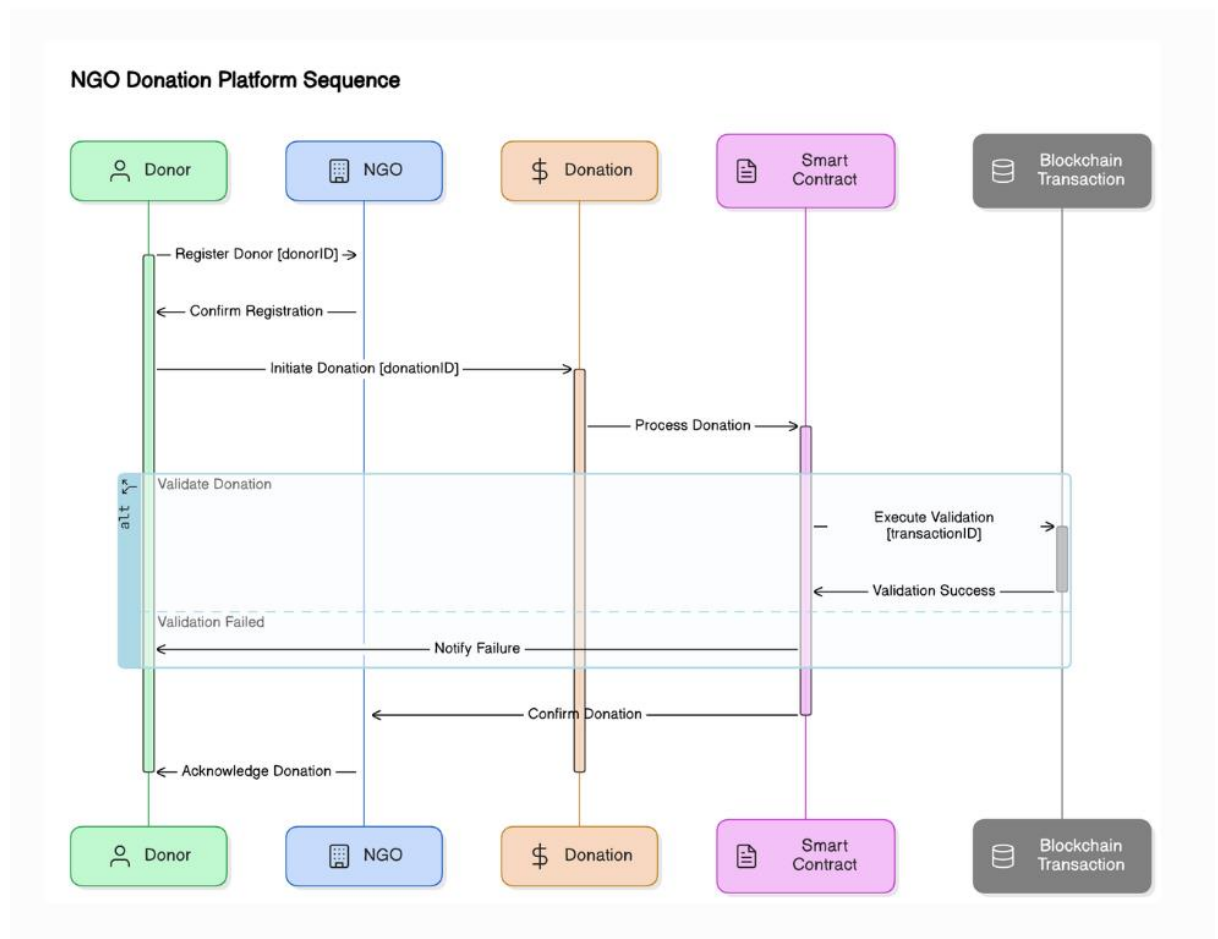 NGO Donation Platform Sequence
Donor
NGO
Donation
Smart
Contract
Blockchain
Transaction
Register Donor [donorID]
Confirm Registration
Initiate Donation [donationID]
Process Donation
alt
Validate Donation
Execute Validation
[transactionID]
Validation Success
Validation Failed
Notify Failure
Confirm Donation
Acknowledge Donation
Donor
NGO
Donation
Smart
Contract
Blockchain
Transaction